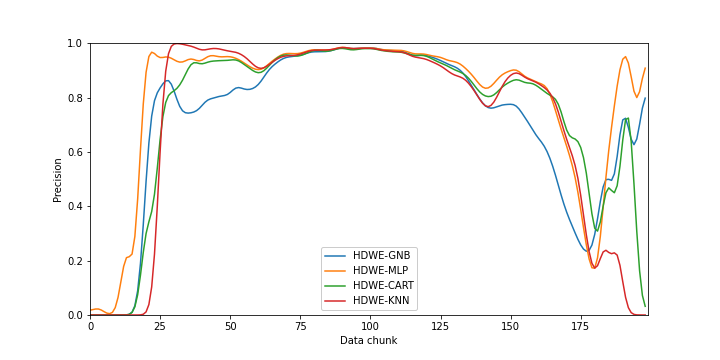 1.0
0.8
0.6
0.4
0.2
0.0
Precision
HDWE-GNB
HDWE-MLP
HDWE-CART
HDWE-KNN
0 25 50 75 100 125 150 175
Data chunk